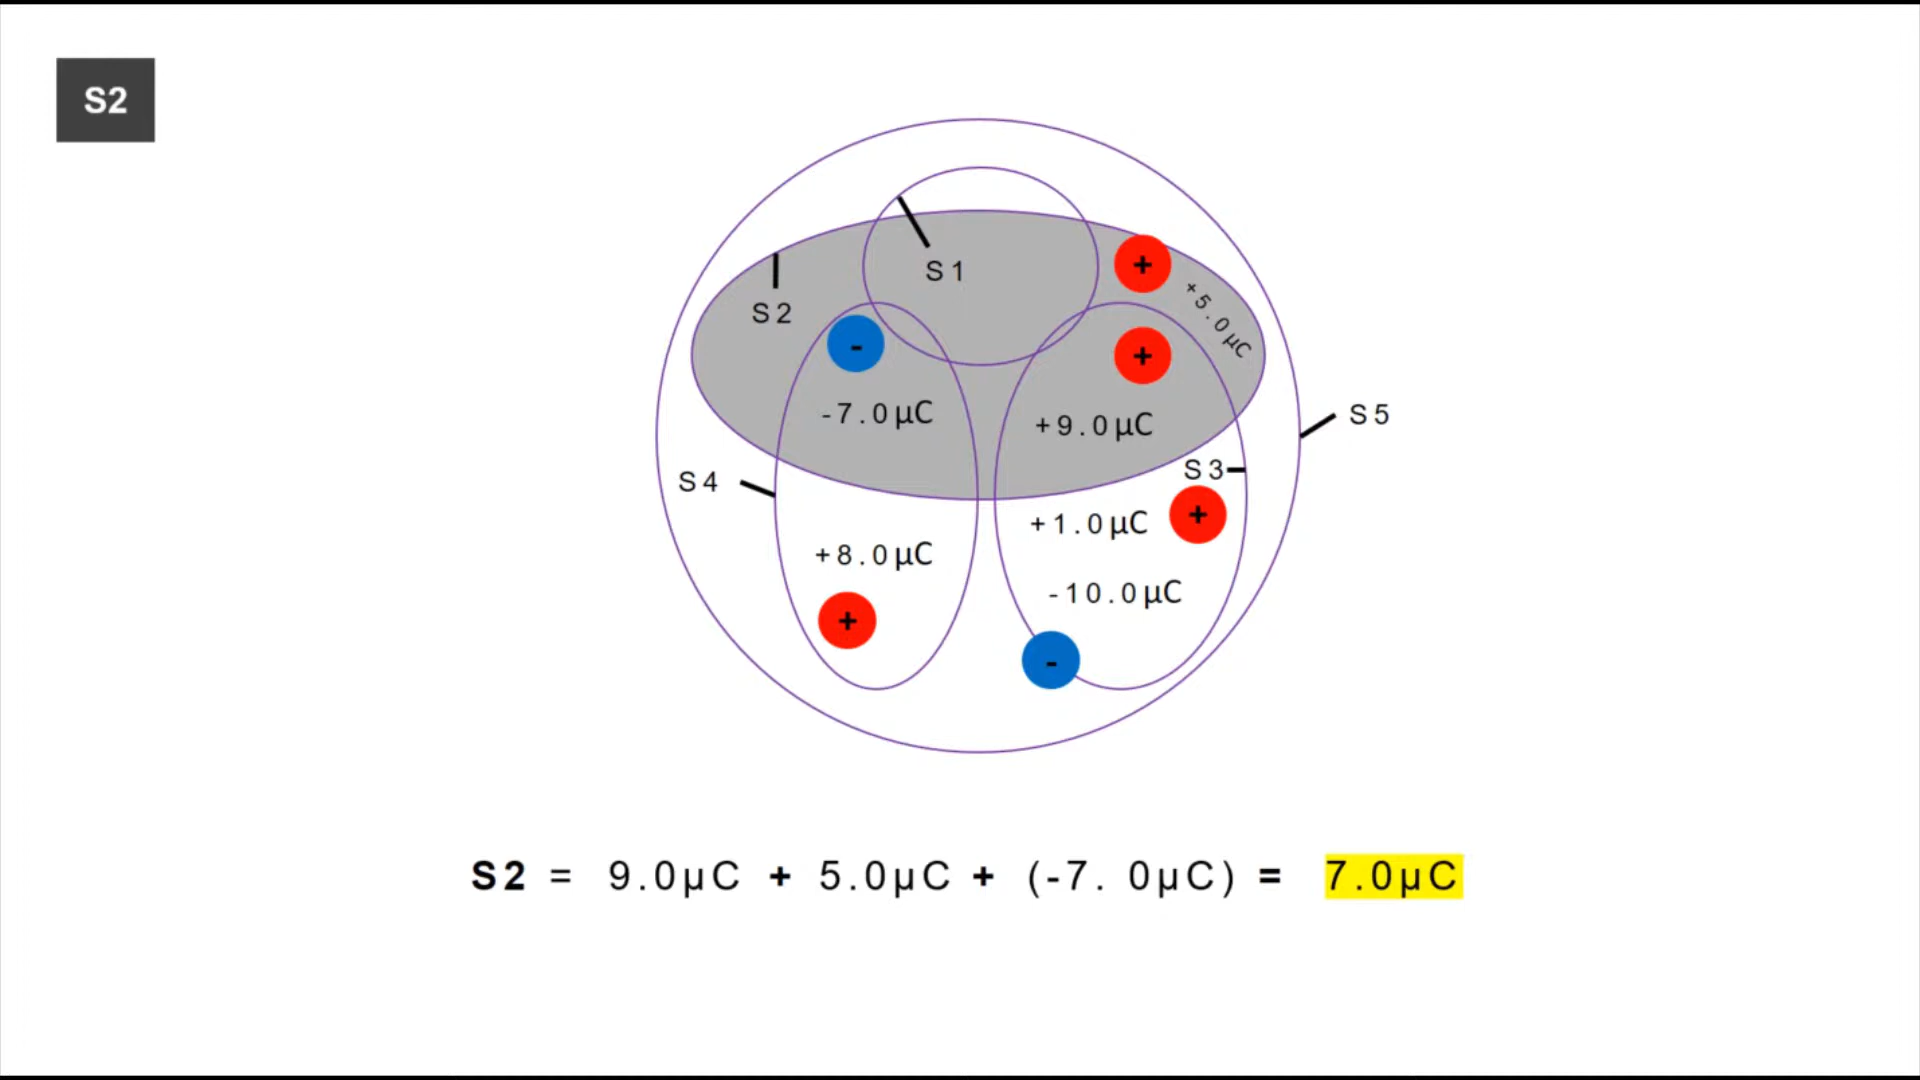 S2
S1
+
+5.0µC
S2
-
+
-7.0µC
+9.0µC
S5
S4
S3
+1.0µC
+
+8.0µC
-10.0µC
+
-
S2 = 9.0µC + 5.0µC + (-7. 0µC) = 7.0µC